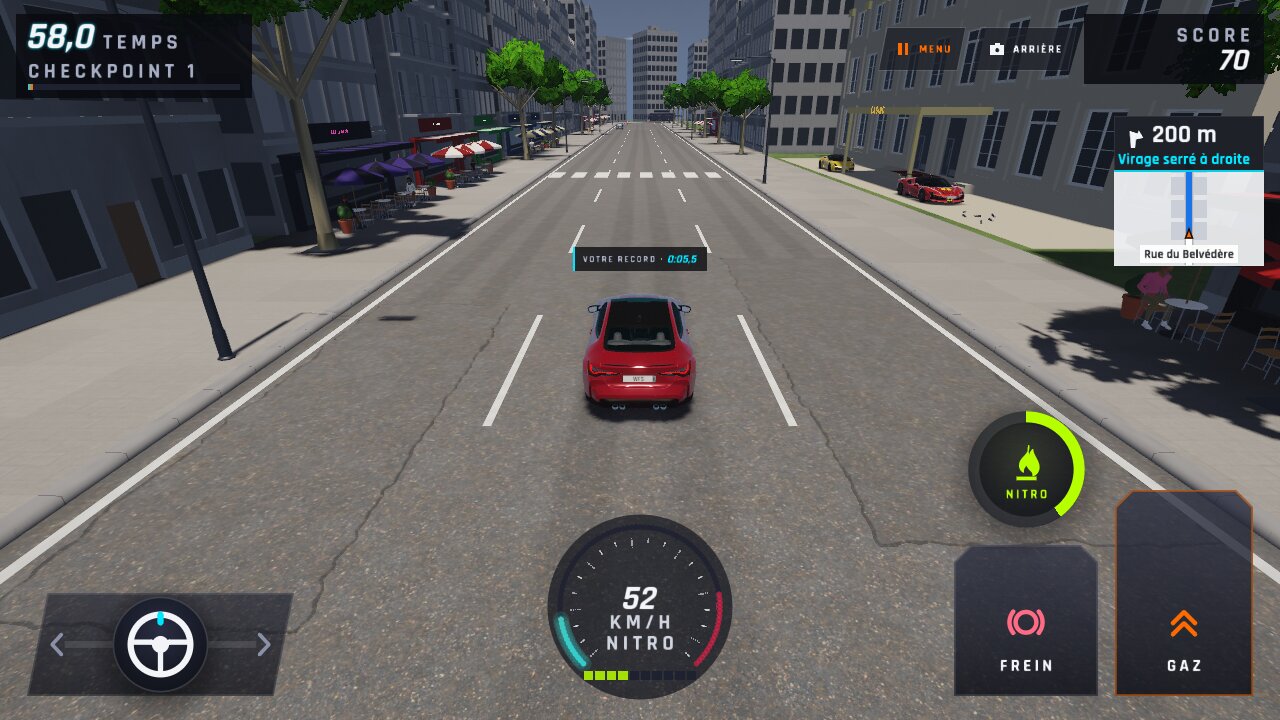 58,0 TEMPS
CHECKPOINT 1
MENU
ARRIÈRE
SCORE
70
200 m
Virage serré à droite
Rue du Belvédère
VOTRE RECORD · 0:05,5
NITRO
52
KM/H
NITRO
FREIN
GAZ